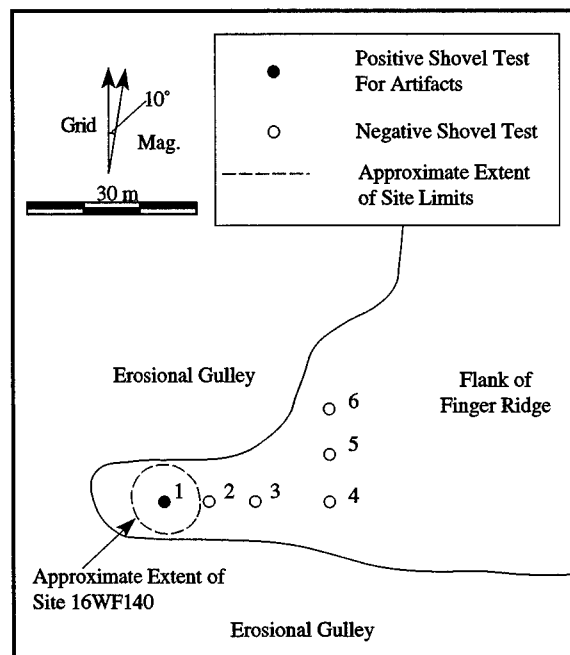 Positive Shovel Test
For Artifacts
Negative Shovel Test
Approximate Extent
of Site Limits
10°
Grid
Mag.
30 m
Erosional Gulley
Flank of
Finger Ridge
6
5
1
2
3
4
Approximate Extent of
Site 16WF140
Erosional Gulley